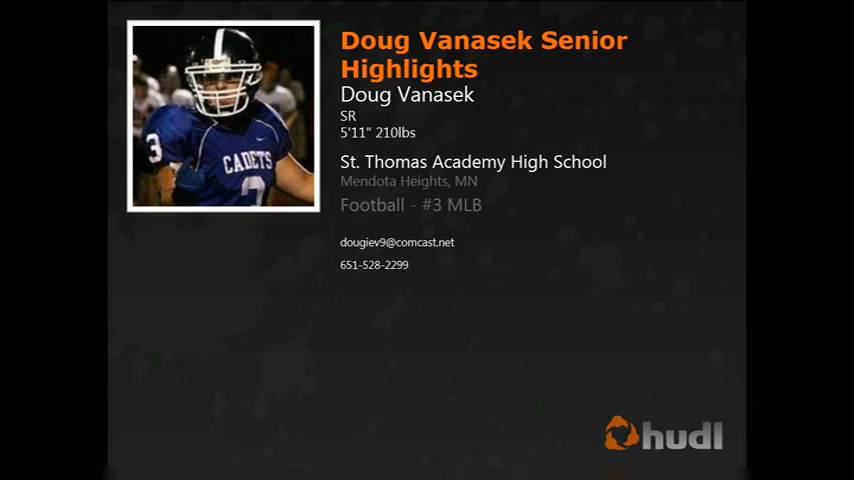 Doug Vanasek Senior
Highlights
Doug Vanasek
SR
5'11" 210lbs
St. Thomas Academy High School
Mendota Heights, MN
Football - #3 MLB
dougiev9@comcast.net
651-528-2299
3
CADETS
3
hudl